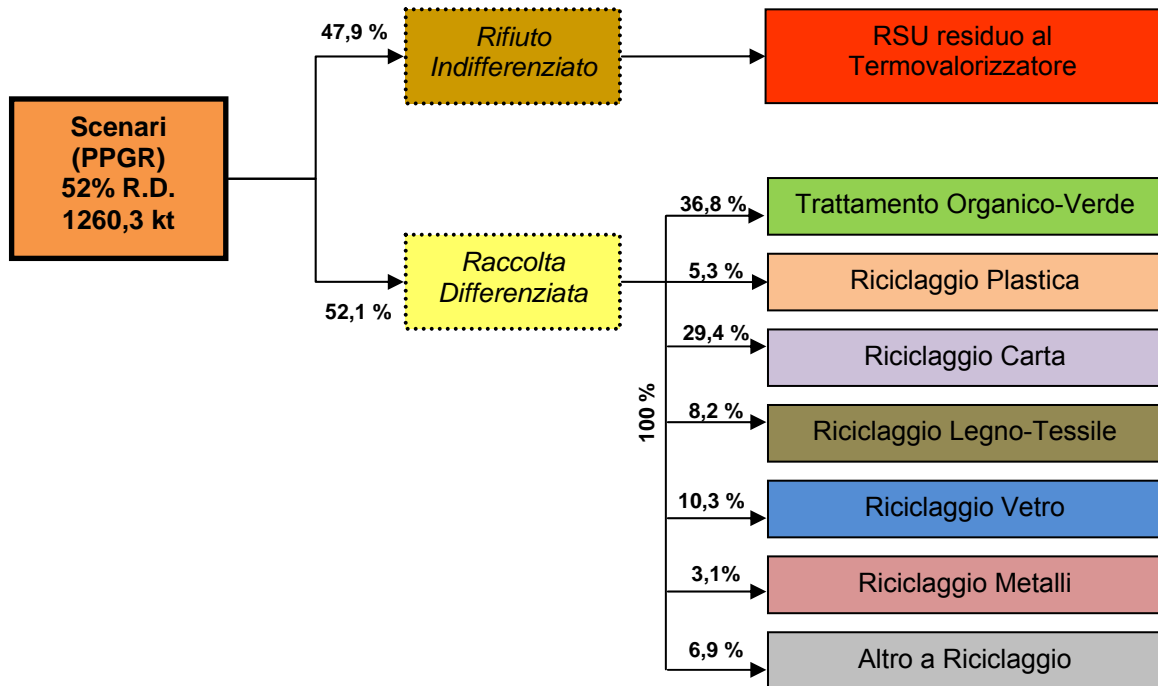 47,9 %
Rifiuto
Indifferenziato
RSU residuo al
Termovalorizzatore
Scenari
(PPGR)
52% R.D.
1260,3 kt
52,1 %
Raccolta
Differenziata
100 %
36,8 %
Trattamento Organico-Verde
5,3 %
Riciclaggio Plastica
29,4 %
Riciclaggio Carta
8,2 %
Riciclaggio Legno-Tessile
10,3 %
Riciclaggio Vetro
3,1%
Riciclaggio Metalli
6,9 %
Altro a Riciclaggio